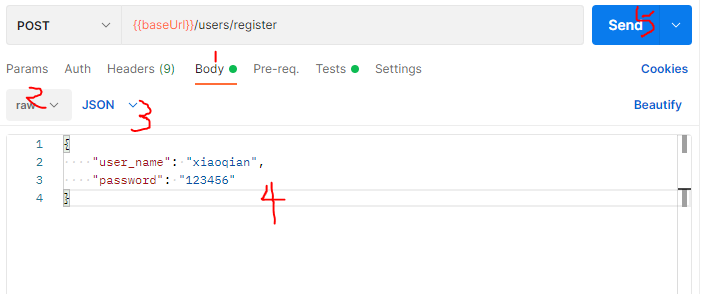 POST {{baseUrl}}/users/register Send 5
1
Params Auth Headers (9) Body Pre-req. Tests Settings Cookies
2 raw JSON 3 Beautify
1 {
2 ····"user_name":·"xiaoqian",
3 ····"password":·"123456"
4 }
4